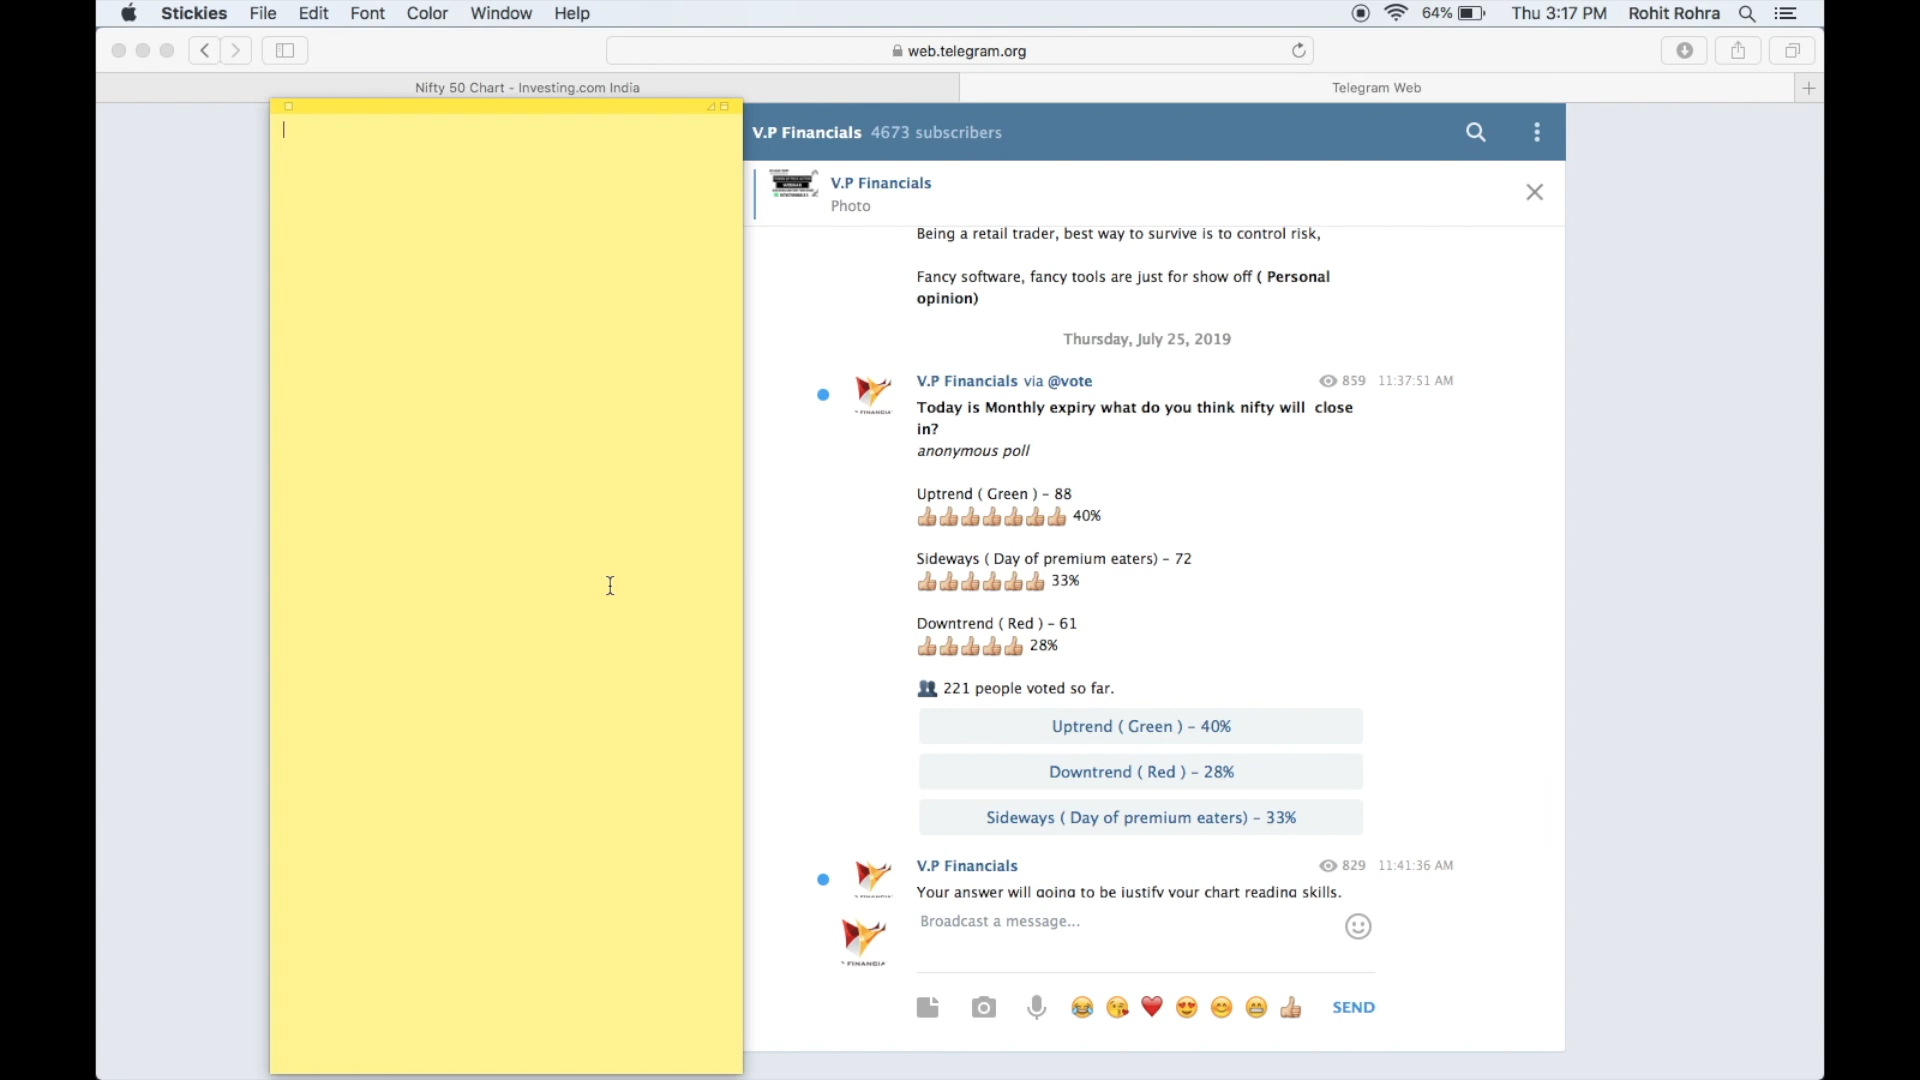 Stickies File Edit Font Color Window Help 64% Thu 3:17 PM Rohit Rohra
web.telegram.org
Nifty 50 Chart - Investing.com India Telegram Web
V.P Financials 4673 subscribers
V.P Financials
Photo
Being a retail trader, best way to survive is to control risk,
Fancy software, fancy tools are just for show off ( Personal
opinion)
Thursday, July 25, 2019
V.P Financials via @vote 859 11:37:51 AM
Today is Monthly expiry what do you think nifty will close
in?
anonymous poll
Uptrend ( Green ) – 88
👍👍👍👍👍👍👍 40%
Sideways ( Day of premium eaters) – 72
👍👍👍👍👍👍 33%
Downtrend ( Red ) – 61
👍👍👍👍👍 28%
👥 221 people voted so far.
Uptrend ( Green ) – 40%
Downtrend ( Red ) – 28%
Sideways ( Day of premium eaters) – 33%
V.P Financials 829 11:41:36 AM
Your answer will going to be justify your chart reading skills.
Broadcast a message...
FINANCIA
SEND